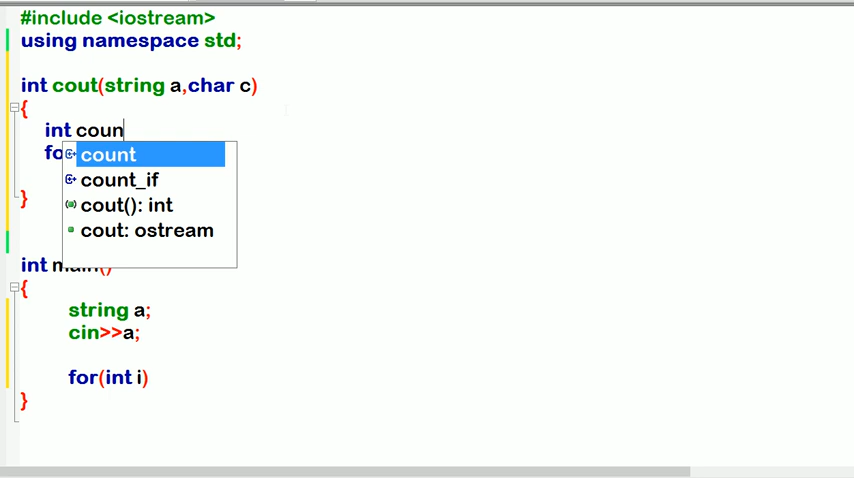 #include <iostream>
using namespace std;
int cout(string a,char c)
{
int coun
fo
count
count_if
cout(): int
cout: ostream
}
int main()
{
string a;
cin>>a;
for(int i)
}